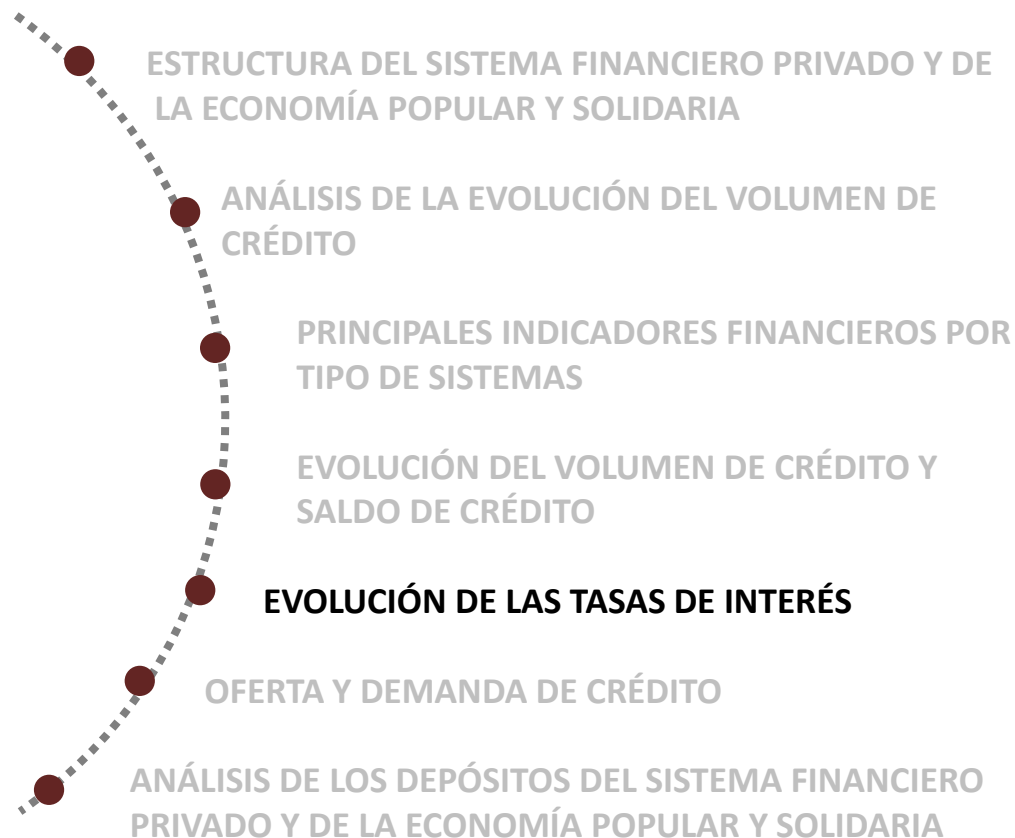 ESTRUCTURA DEL SISTEMA FINANCIERO PRIVADO Y DE
LA ECONOMÍA POPULAR Y SOLIDARIA
ANÁLISIS DE LA EVOLUCIÓN DEL VOLUMEN DE
CRÉDITO
PRINCIPALES INDICADORES FINANCIEROS POR
TIPO DE SISTEMAS
EVOLUCIÓN DEL VOLUMEN DE CRÉDITO Y
SALDO DE CRÉDITO
EVOLUCIÓN DE LAS TASAS DE INTERÉS
OFERTA Y DEMANDA DE CRÉDITO
ANÁLISIS DE LOS DEPÓSITOS DEL SISTEMA FINANCIERO
PRIVADO Y DE LA ECONOMÍA POPULAR Y SOLIDARIA